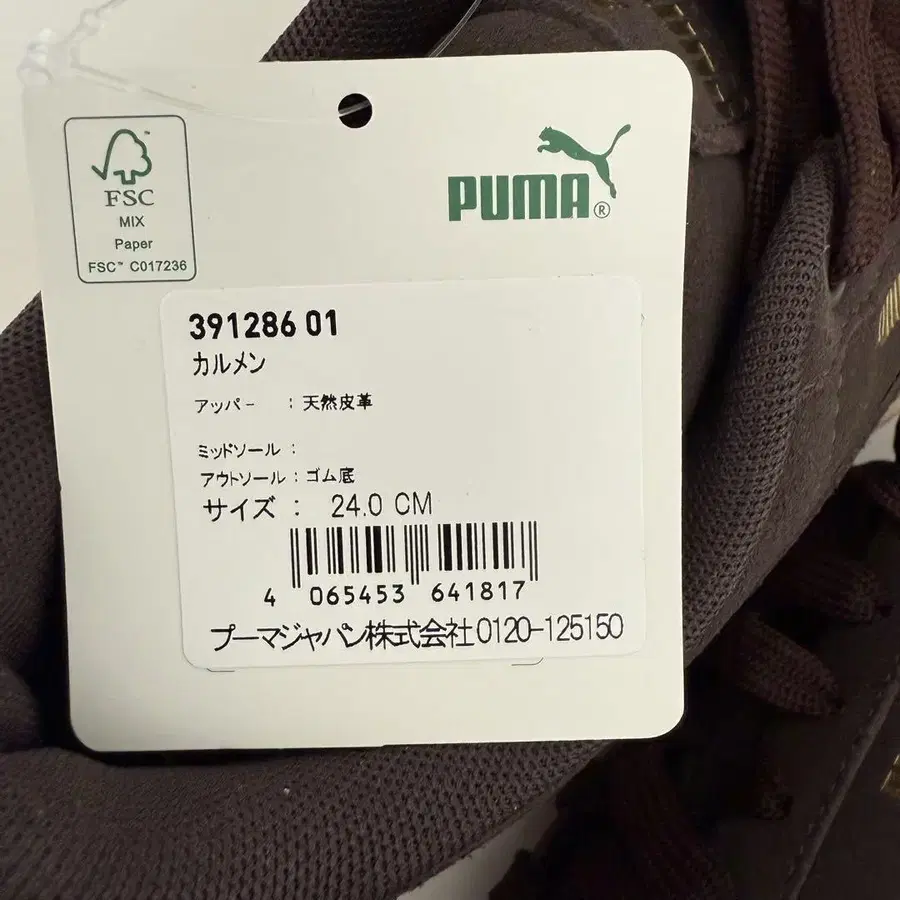 FSC
MIX
Paper
FSC™ C017236
PUMA®
391286 01
カルメン
アッパー : 天然皮革
ミッドソール :
アウトソール : ゴム底
サイズ : 24.0 CM
4 065453 641817
プーマジャパン株式会社0120-125150